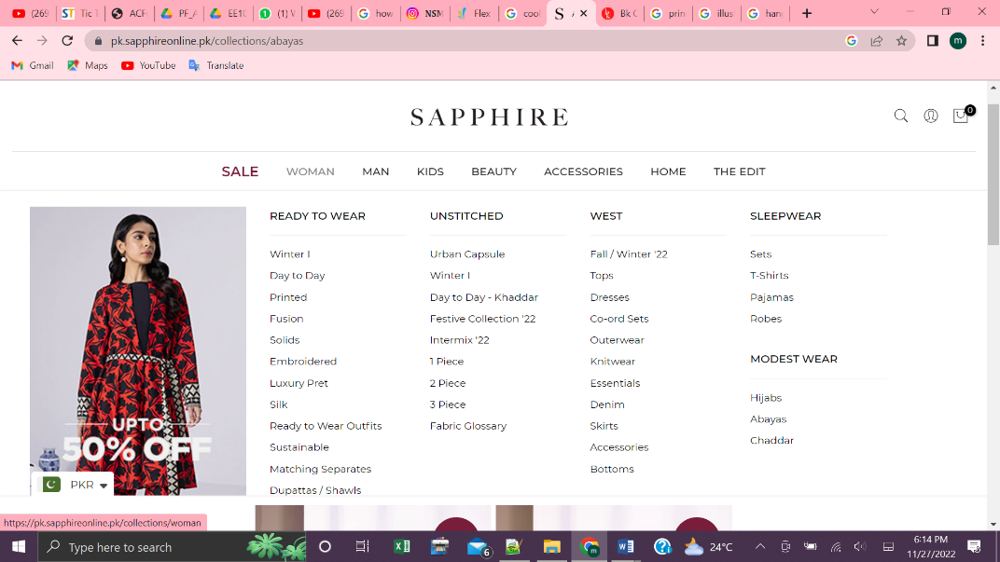 (269
Tic T
ACF
PF_A
EE1C
(1) V
(269
how
NSM
Flex
coo
A
Bk C
prin
illus
han
pk.sapphireonline.pk/collections/abayas
m
Gmail
Maps
YouTube
Translate
SAPPHIRE
0
SALE WOMAN MAN KIDS BEAUTY ACCESSORIES HOME THE EDIT
READY TO WEAR
Winter I
Day to Day
Printed
Fusion
Solids
Embroidered
Luxury Pret
Silk
Ready to Wear Outfits
Sustainable
Matching Separates
Dupattas / Shawls
UNSTITCHED
Urban Capsule
Winter I
Day to Day - Khaddar
Festive Collection '22
Intermix '22
1 Piece
2 Piece
3 Piece
Fabric Glossary
WEST
Fall / Winter '22
Tops
Dresses
Co-ord Sets
Outerwear
Knitwear
Essentials
Denim
Skirts
Accessories
Bottoms
SLEEPWEAR
Sets
T-Shirts
Pajamas
Robes
MODEST WEAR
Hijabs
Abayas
Chaddar
UPTO
50% OFF
PKR
https://pk.sapphireonline.pk/collections/woman
Type here to search
6
24°C
6:14 PM
11/27/2022